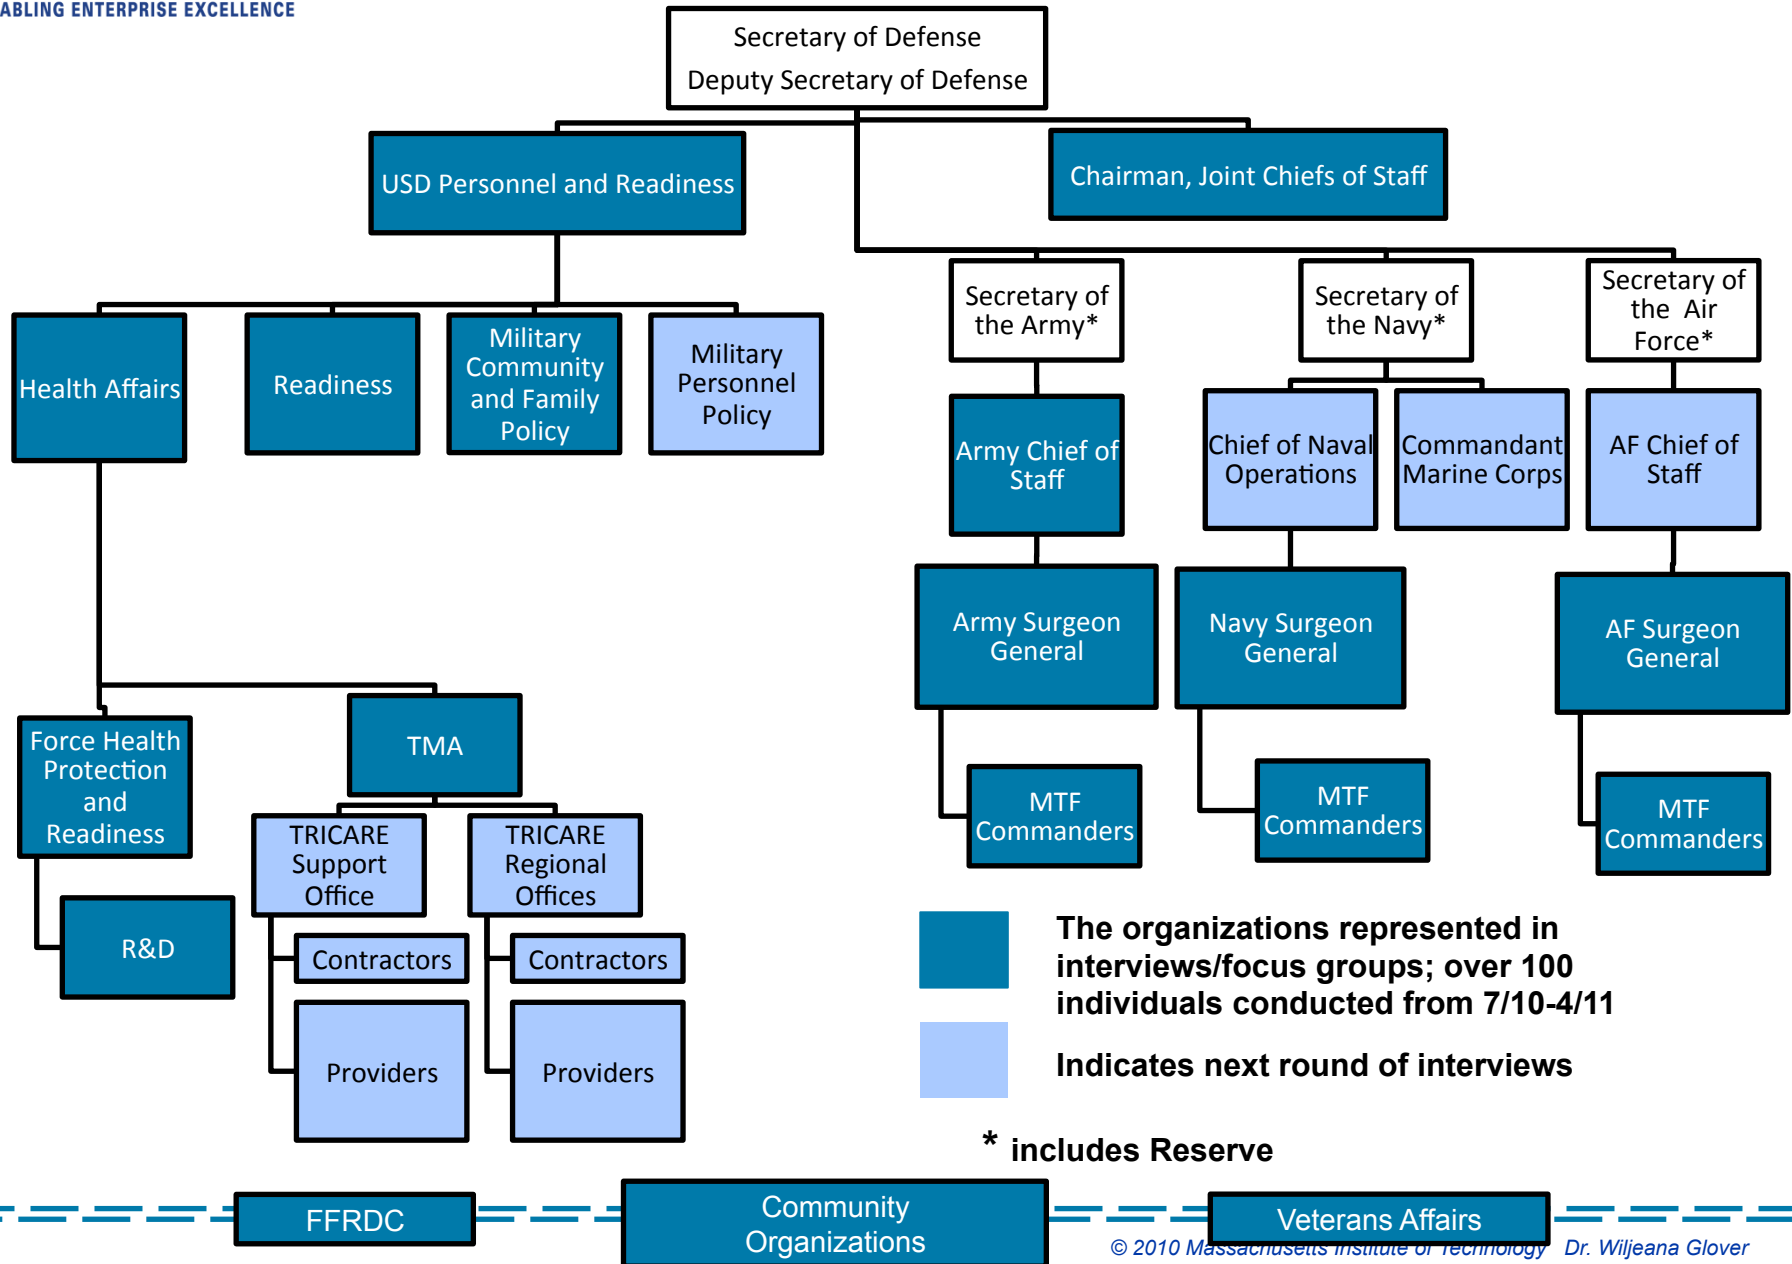 ABLING ENTERPRISE EXCELLENCE
Secretary of Defense
Deputy Secretary of Defense
USD Personnel and Readiness
Chairman, Joint Chiefs of Staff
Secretary of
the Army*
Secretary of
the Navy*
Secretary of
the Air
Force*
Health Affairs
Readiness
Military
Community
and Family
Policy
Military
Personnel
Policy
Army Chief of
Staff
Chief of Naval
Operations
Commandant
Marine Corps
AF Chief of
Staff
Army Surgeon
General
Navy Surgeon
General
AF Surgeon
General
Force Health
Protection
and
Readiness
TMA
MTF
Commanders
MTF
Commanders
MTF
Commanders
TRICARE
Support
Office
TRICARE
Regional
Offices
R&D
Contractors
Contractors
Providers
Providers
The organizations represented in
interviews/focus groups; over 100
individuals conducted from 7/10-4/11
Indicates next round of interviews
* includes Reserve
FFRDC
Community
Organizations
Veterans Affairs
© 2010 Massachusetts Institute of Technology Dr. Wiljeana Glover